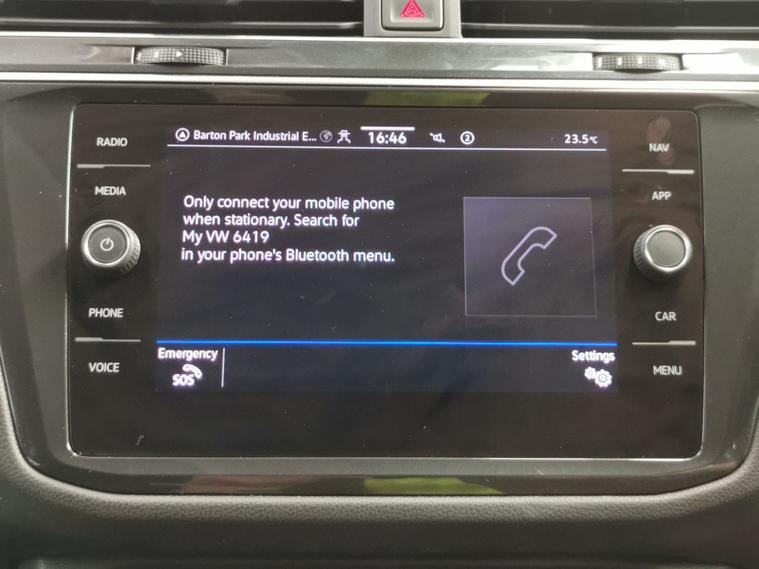 RADIO
MEDIA
PHONE
VOICE
Barton Park Industrial E... 16:46 2 23.5°C
Only connect your mobile phone
when stationary. Search for
My VW 6419
in your phone's Bluetooth menu.
Emergency
SOS
Settings
NAV
APP
CAR
MENU